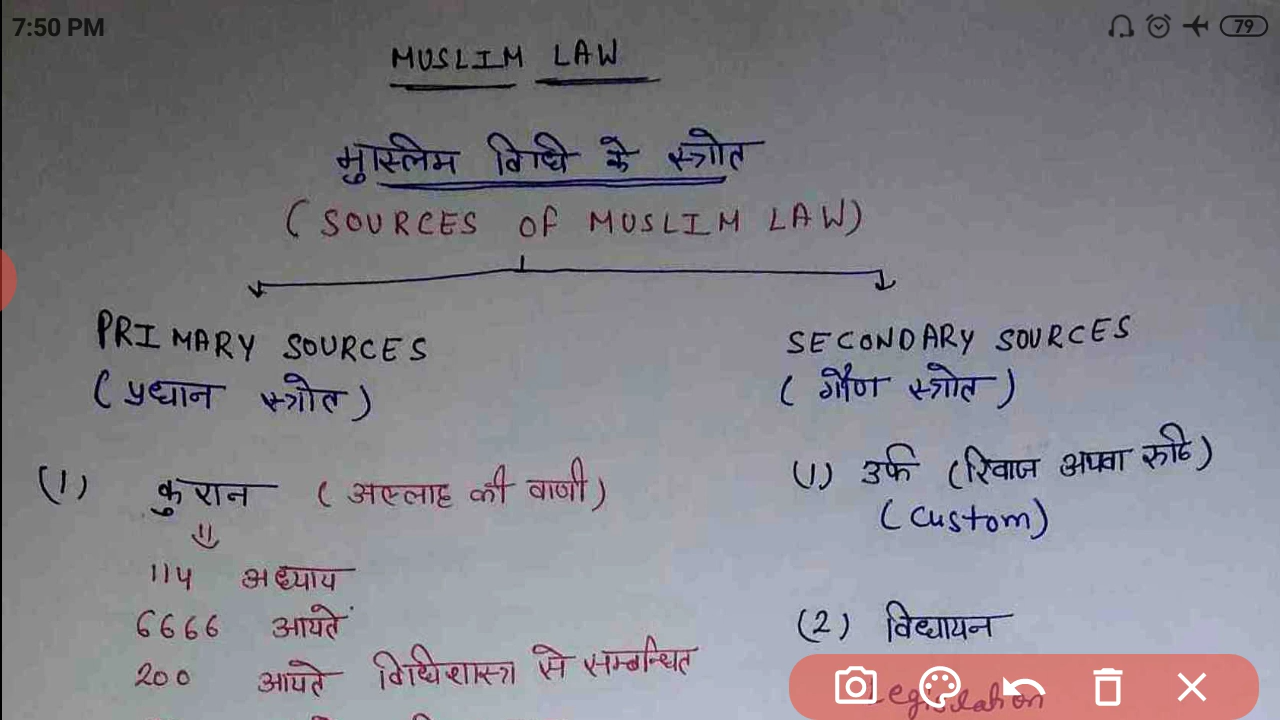 7:50 PM
79
MUSLIM LAW
मुस्लिम विधि के स्त्रोत
(SOURCES Of MUSLIM LAW)
PRIMARY SOURCES
(प्रधान स्त्रोत)
(1) कुरान (अल्लाह की वाणी)
114 अध्याय
6666 आयतें
200 आयते विधिशास्त्र से सम्बन्धित
SECONDARY SOURCES
(गौण स्त्रोत)
(1) उर्फ (रिवाज अथवा रूढि)
(Custom)
(2) विधायन
Legislation